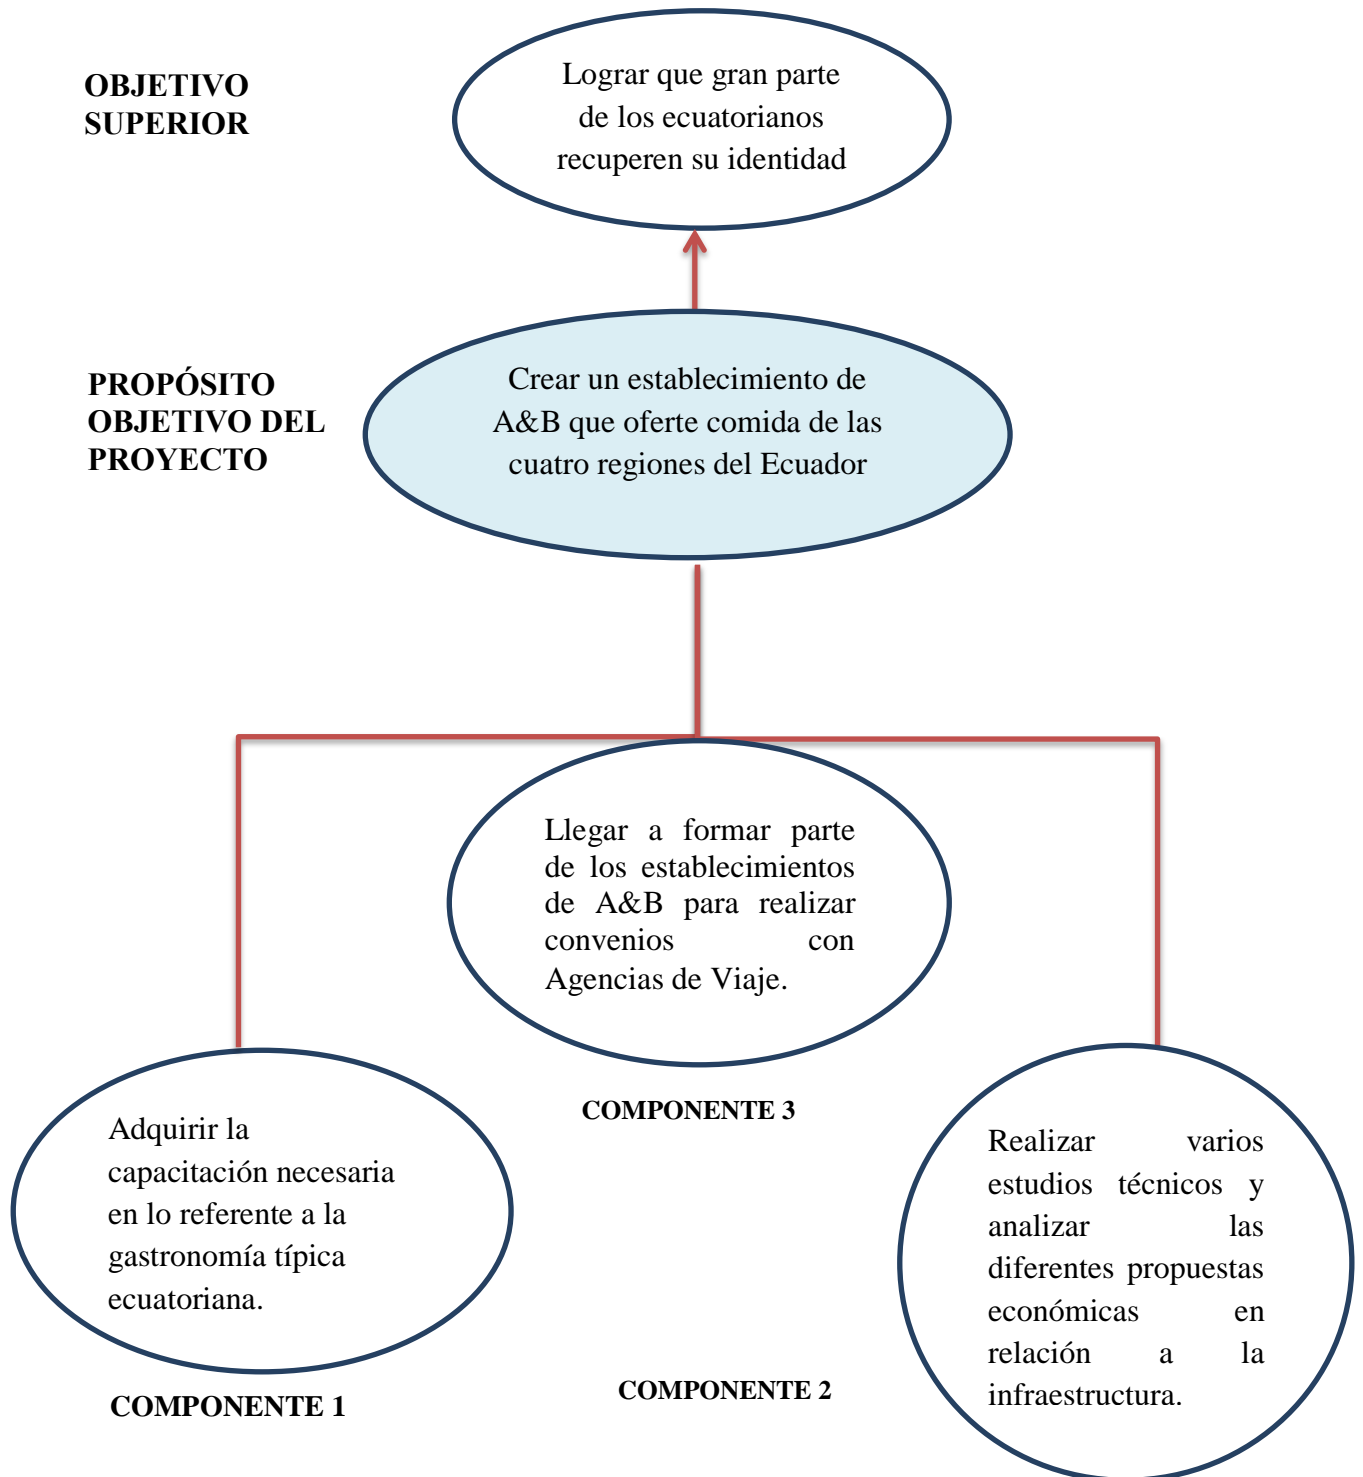 OBJETIVO
SUPERIOR
Lograr que gran parte
de los ecuatorianos
recuperen su identidad
PROPÓSITO
OBJETIVO DEL
PROYECTO
Crear un establecimiento de
A&B que oferte comida de las
cuatro regiones del Ecuador
Llegar a formar parte
de los establecimientos
de A&B para realizar
convenios con
Agencias de Viaje.
COMPONENTE 3
Adquirir la
capacitación necesaria
en lo referente a la
gastronomía típica
ecuatoriana.
COMPONENTE 1
Realizar varios
estudios técnicos y
analizar las
diferentes propuestas
económicas en
relación a la
infraestructura.
COMPONENTE 2